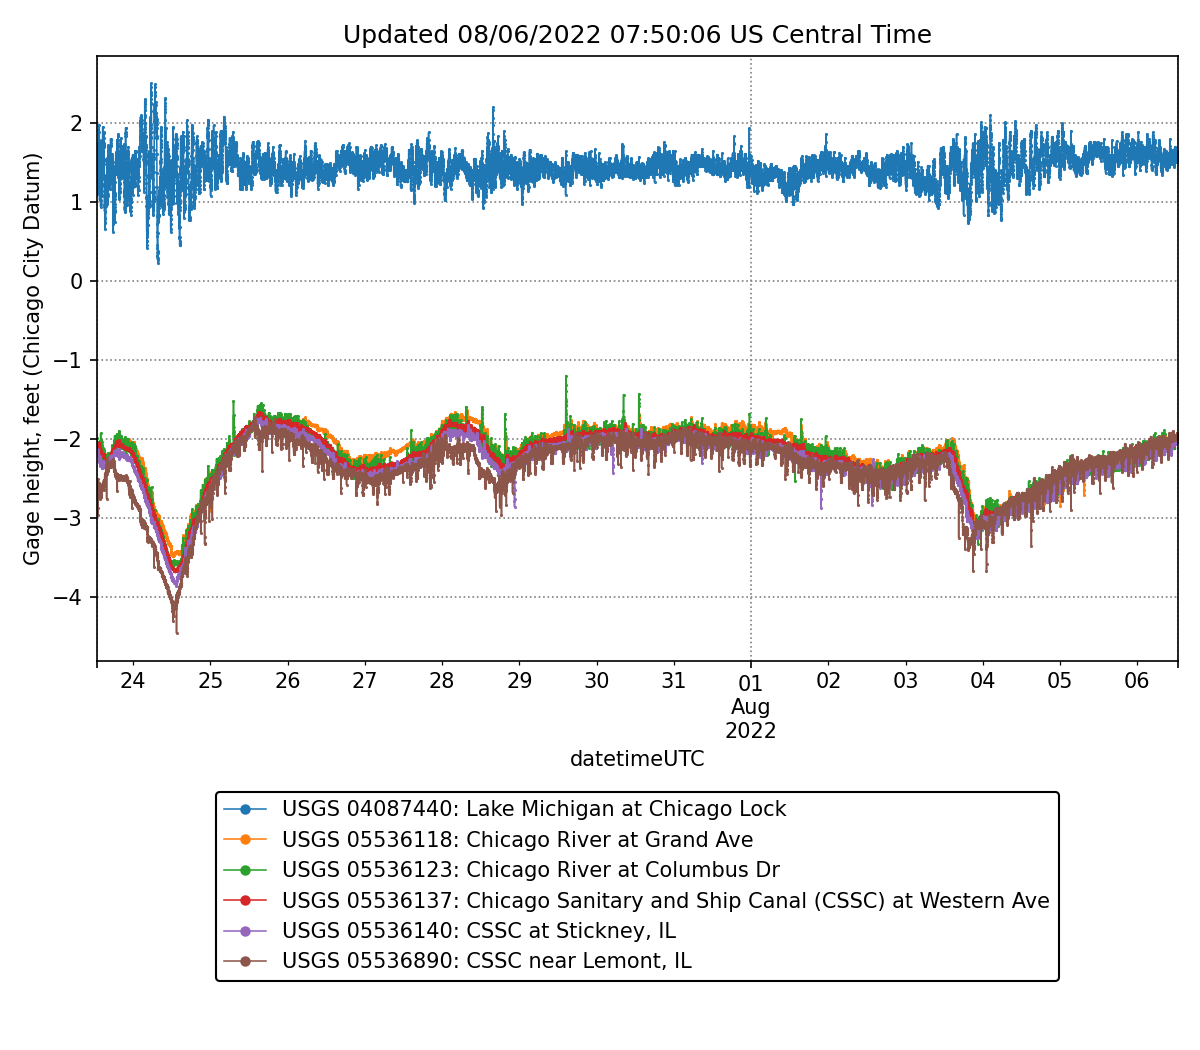 Updated 08/06/2022 07:50:06 US Central Time
Gage height, feet (Chicago City Datum)
2
1
0
−1
−2
−3
−4
24 25 26 27 28 29 30 31 01 02 03 04 05 06
Aug
2022
datetimeUTC
USGS 04087440: Lake Michigan at Chicago Lock
USGS 05536118: Chicago River at Grand Ave
USGS 05536123: Chicago River at Columbus Dr
USGS 05536137: Chicago Sanitary and Ship Canal (CSSC) at Western Ave
USGS 05536140: CSSC at Stickney, IL
USGS 05536890: CSSC near Lemont, IL